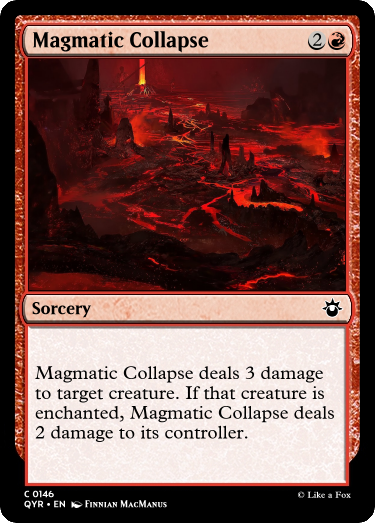 Magmatic Collapse 2
Sorcery
Magmatic Collapse deals 3 damage
to target creature. If that creature is
enchanted, Magmatic Collapse deals
2 damage to its controller.
C 0146
QYR • EN Finnian MacManus
© Like a Fox